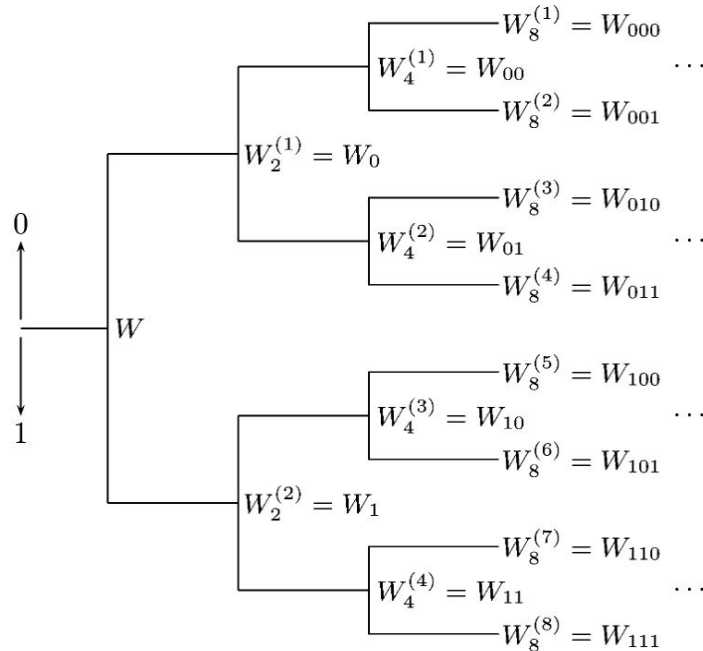 W_8^{(1)} = W_{000}
W_4^{(1)} = W_{00} ...
W_8^{(2)} = W_{001}
W_2^{(1)} = W_0
W_8^{(3)} = W_{010}
0
W_4^{(2)} = W_{01} ...
W_8^{(4)} = W_{011}
W
W_8^{(5)} = W_{100}
W_4^{(3)} = W_{10} ...
1
W_8^{(6)} = W_{101}
W_2^{(2)} = W_1
W_8^{(7)} = W_{110}
W_4^{(4)} = W_{11} ...
W_8^{(8)} = W_{111}